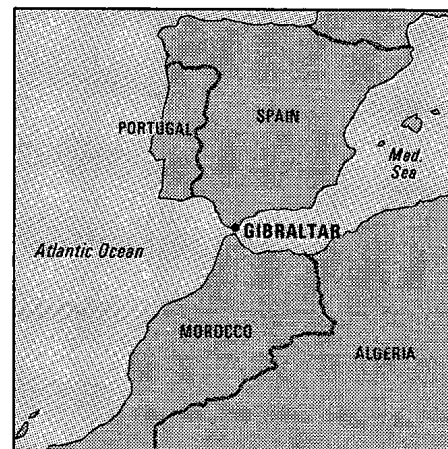 PORTUGAL
SPAIN
Med.
Sea
GIBRALTAR
Atlantic Ocean
MOROCCO
ALGERIA